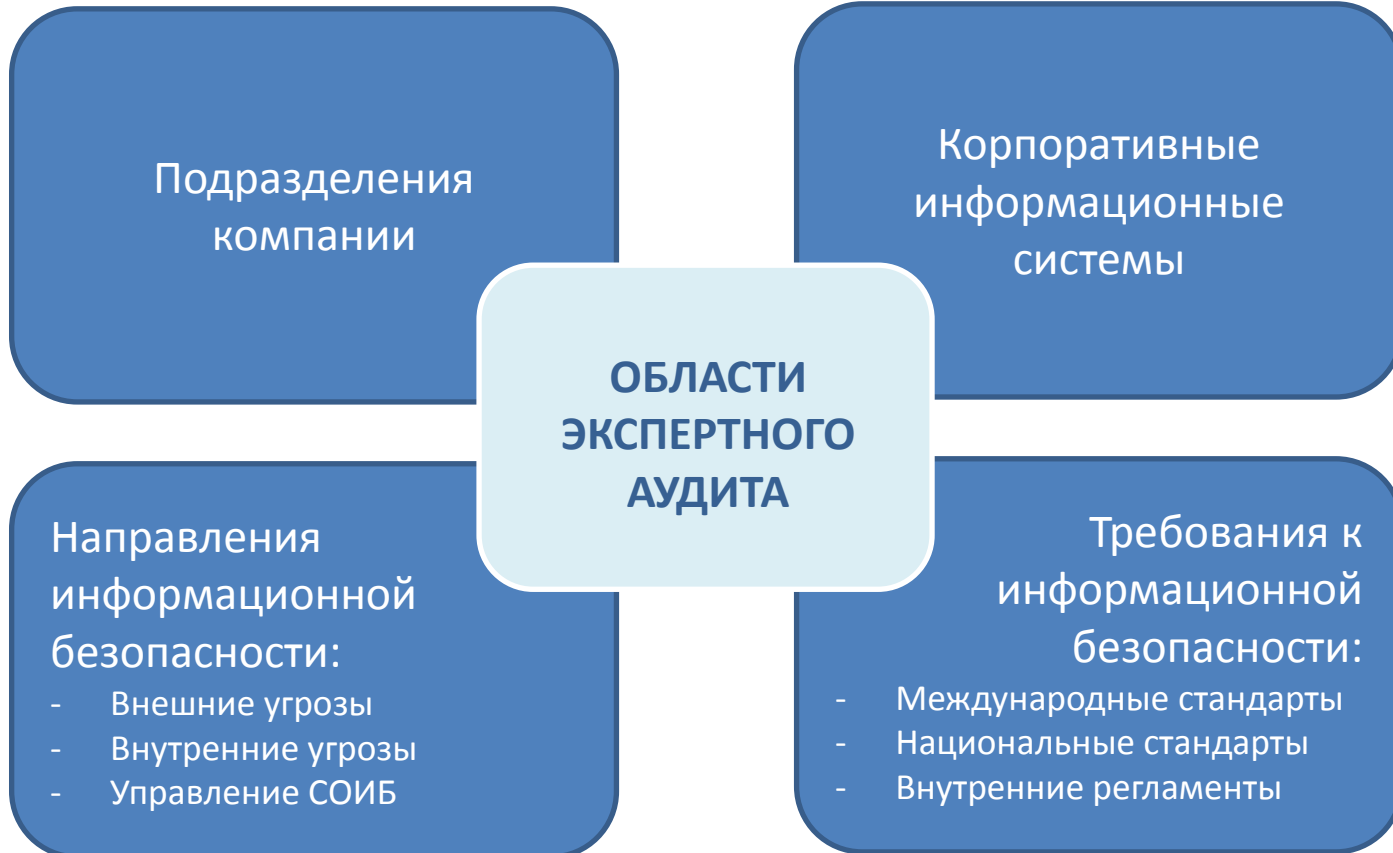 Подразделения
компании
Корпоративные
информационные
системы
ОБЛАСТИ
ЭКСПЕРТНОГО
АУДИТА
Направления
информационной
безопасности:
- Внешние угрозы
- Внутренние угрозы
- Управление СОИБ
Требования к
информационной
безопасности:
- Международные стандарты
- Национальные стандарты
- Внутренние регламенты